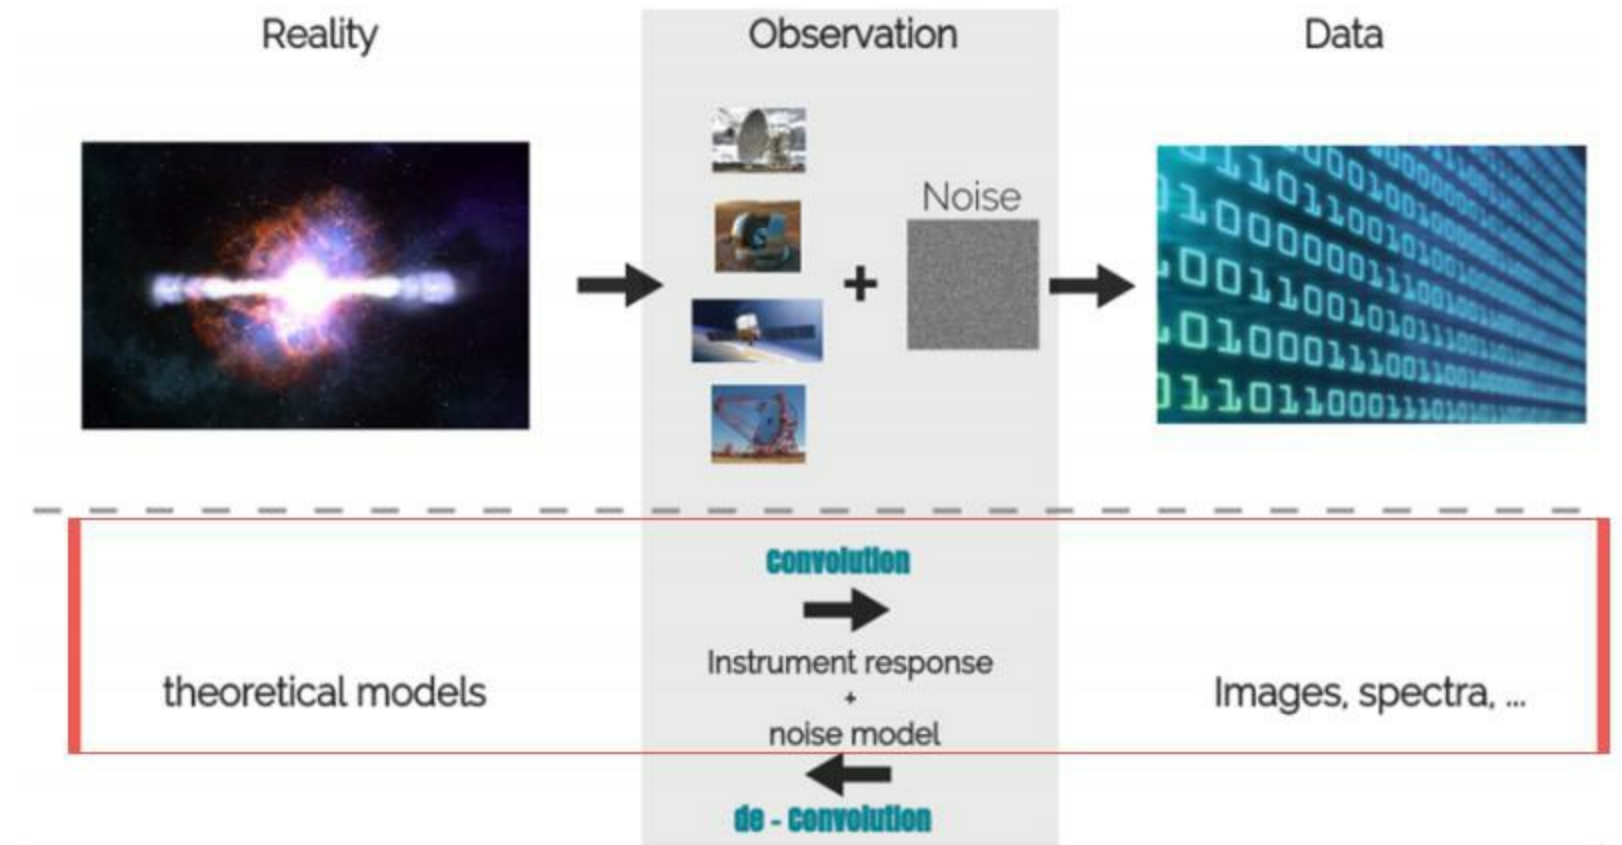 Reality
Observation
Data
Noise
+
convolution
Instrument response
+
noise model
theoretical models
Images, spectra, ...
de - convolution